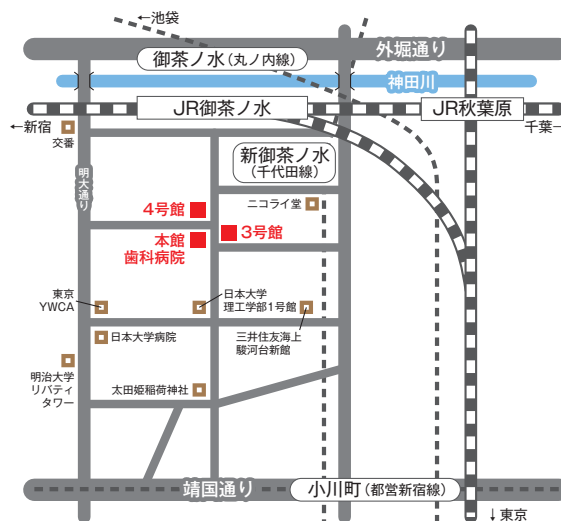 ←池袋
外堀通り
御茶ノ水(丸ノ内線)
神田川
JR御茶ノ水
JR秋葉原
←新宿
千葉→
交番
明大通り
新御茶ノ水
(千代田線)
ニコライ堂
4号館
3号館
本館
歯科病院
東京
YWCA
日本大学
理工学部1号館
日本大学病院
三井住友海上
駿河台新館
明治大学
リバティ
タワー
太田姫稲荷神社
靖国通り
小川町(都営新宿線)
↓東京